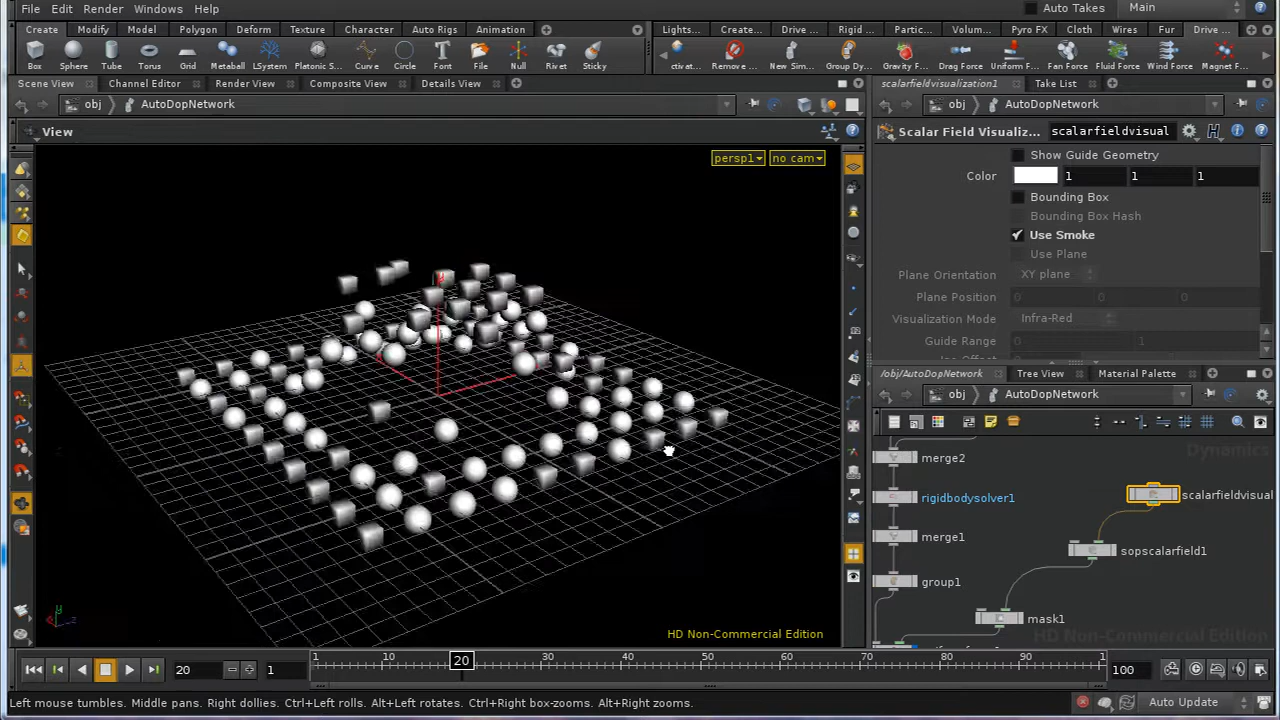 File Edit Render Windows Help Auto Takes Main
Create Modify Model Polygon Deform Texture Character Auto Rigs Animation Lights... Create... Drive ... Rigid ... Partic... Volum... Pyro FX Cloth Wires Fur Drive ...
Box Sphere Tube Torus Grid Metaball LSystem Platonic S... Curve Circle Font Null File Rivet Sticky ctivat... Remove ... New Sim... Group Dy... Gravity F... Drag Force Uniform F... Fan Force Fluid Force Wind Force Magnet F...
Scene View Channel Editor Render View Composite View Details View scalarfieldvisualization1 Take List
obj AutoDopNetwork obj AutoDopNetwork
View Scalar Field Visualiz... scalarfieldvisual
persp1 no cam
Show Guide Geometry
Color 1 1 1
Bounding Box
Bounding Box Hash
Use Smoke
Use Plane
Plane Orientation XY plane
Plane Position 0 0 0
Visualization Mode Infra-Red
Guide Range 1
/obj/AutoDopNetwork Tree View Material Palette
obj AutoDopNetwork
Dynamics
merge2
rigidbodysolver1 scalarfieldvisual
merge1 sopscalarfield1
group1
mask1
y z
HD Non-Commercial Edition HD Non-Commercial Edition
20 1 1 10 20 30 40 50 60 70 80 90 1 100
Left mouse tumbles. Middle pans. Right dollies. Ctrl+Left rolls. Alt+Left rotates. Ctrl+Right box-zooms. Alt+Right zooms. Auto Update